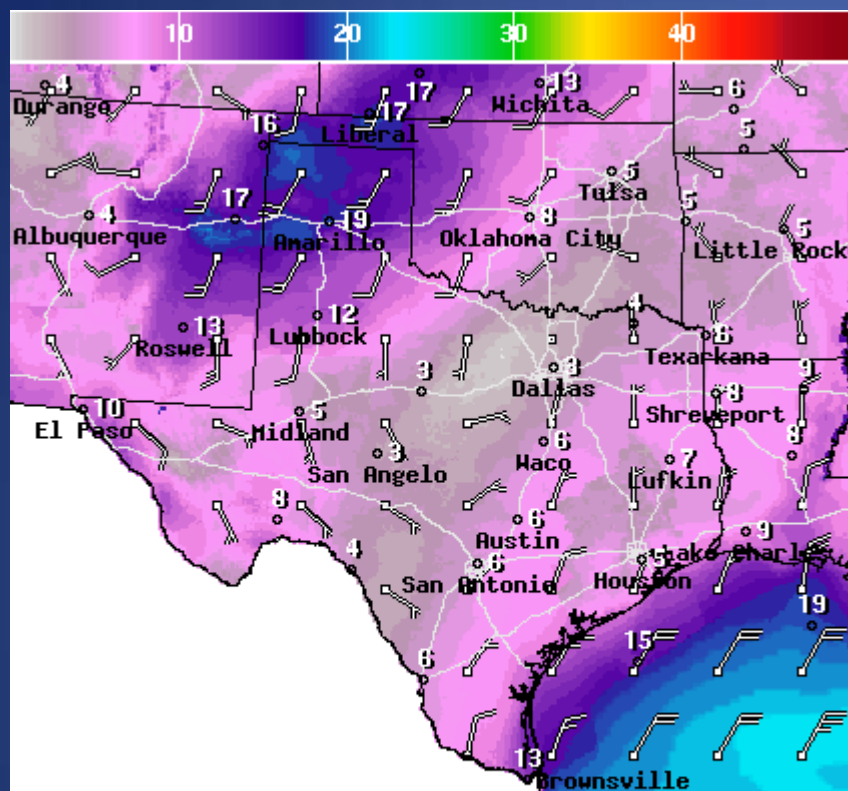 10 20 30 40
4 17 13 6
Durango Liberal 17 Wichita
16 5
4 17 19 8 5 5 5
Albuquerque Amarillo Oklahoma City Tulsa Little Rock
13 12 4
Roswell Lubbock Texarkana
3 Dallas
10 5 8 9
El Paso Midland Shreveport
3 6 7 8
San Angelo Waco Lufkin
8 6 9
Austin
4 6 5
San Antonio Houston Lake Charles
19
15
6
13
Brownsville